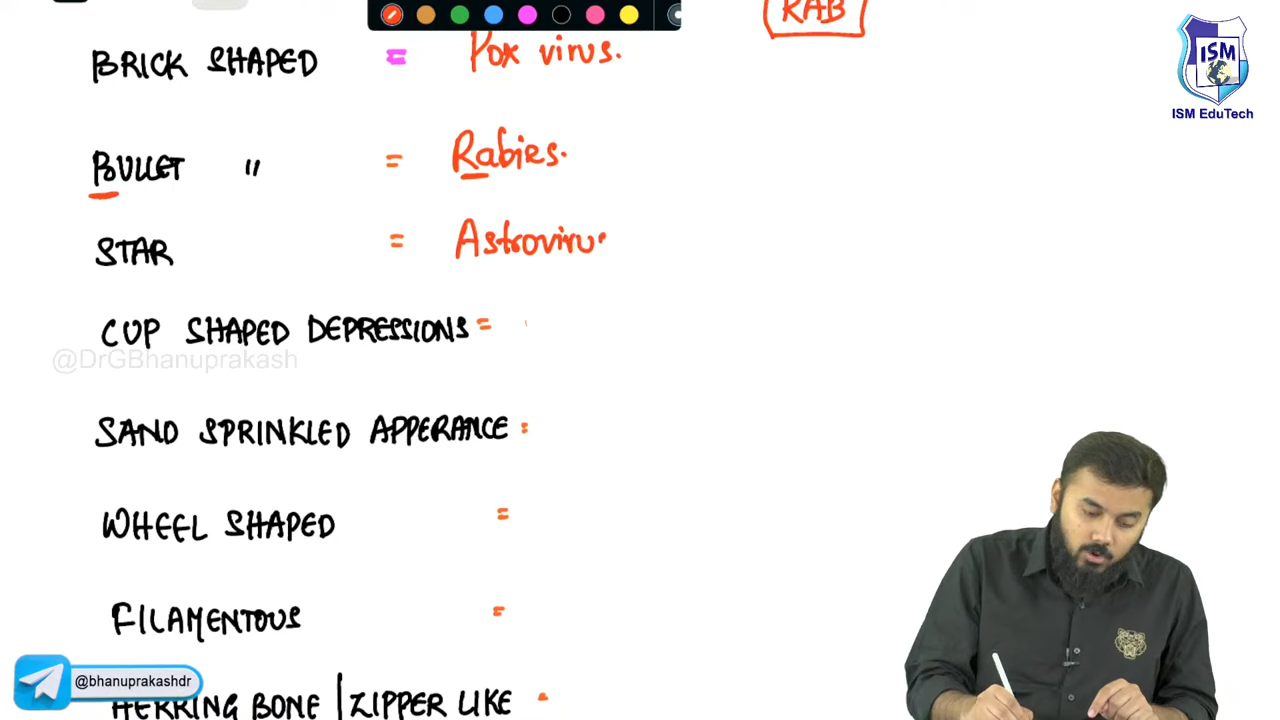 RAB
ISM
ISM EduTech
BRICK SHAPED = Pox virus.
BULLET " = Rabies.
STAR = Astrovirus
CUP SHAPED DEPRESSIONS =
@DrGBhanuprakash
SAND SPRINKLED APPERANCE =
WHEEL SHAPED =
FILAMENTOUS =
@bhanuprakashdr
HERRING BONE | ZIPPER LIKE